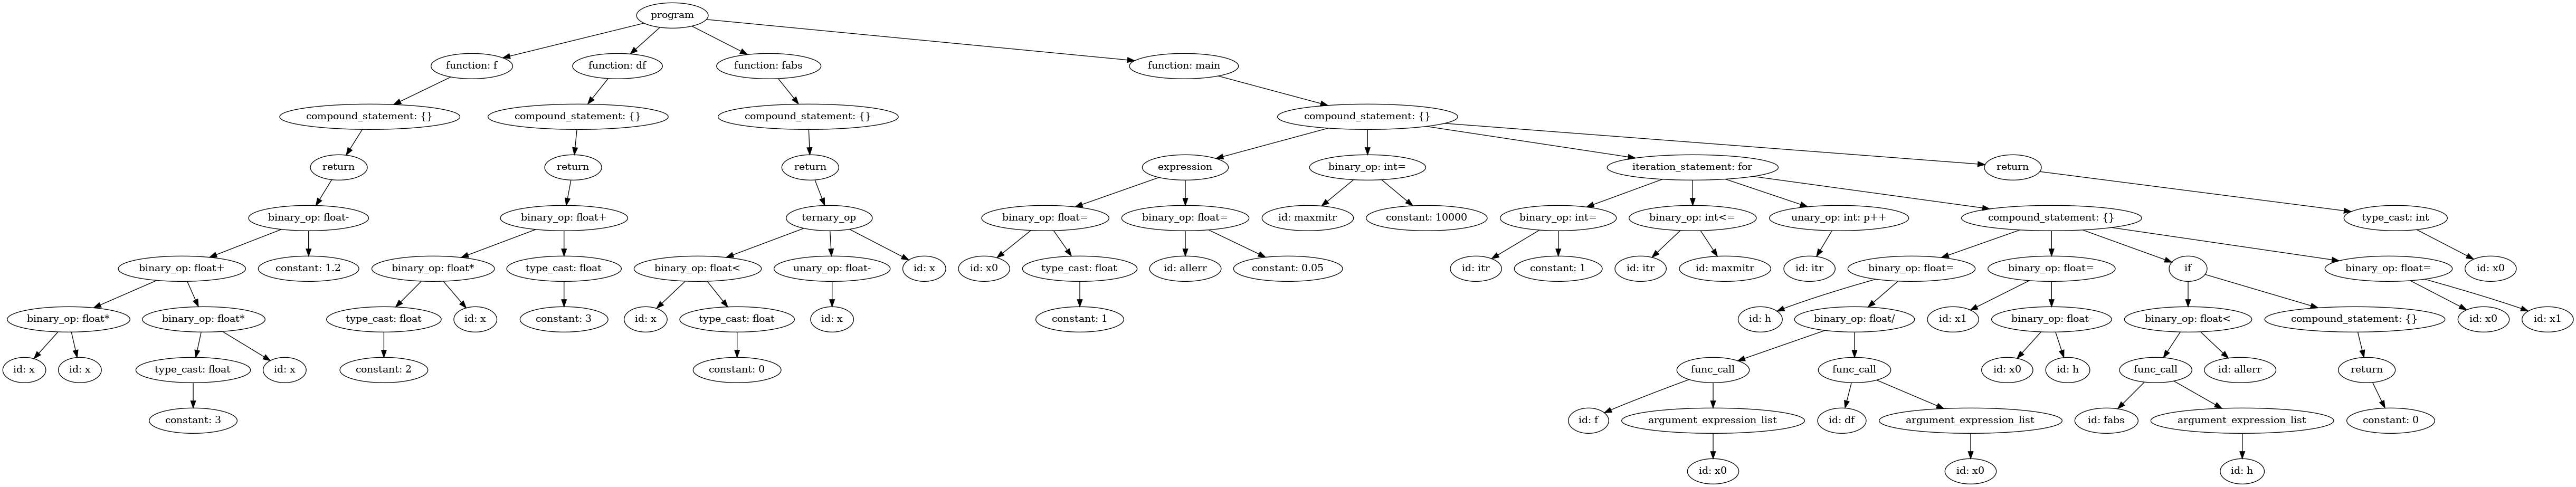 program
function: f
function: df
function: fabs
function: main
compound_statement: {}
compound_statement: {}
compound_statement: {}
compound_statement: {}
return
return
return
expression
binary_op: int=
iteration_statement: for
return
binary_op: float-
binary_op: float+
ternary_op
binary_op: float=
binary_op: float=
id: maxmitr
constant: 10000
binary_op: int=
binary_op: int<=
unary_op: int: p++
compound_statement: {}
type_cast: int
binary_op: float+
constant: 1.2
binary_op: float*
type_cast: float
binary_op: float<
unary_op: float-
id: x
id: x0
type_cast: float
id: allerr
constant: 0.05
id: itr
constant: 1
id: itr
id: maxmitr
id: itr
binary_op: float=
binary_op: float=
if
binary_op: float=
id: x0
binary_op: float*
binary_op: float*
type_cast: float
id: x
constant: 3
id: x
type_cast: float
id: x
constant: 1
id: h
binary_op: float/
id: x1
binary_op: float-
binary_op: float<
compound_statement: {}
id: x0
id: x1
id: x
id: x
type_cast: float
id: x
constant: 2
constant: 0
func_call
func_call
id: x0
id: h
func_call
id: allerr
return
constant: 3
id: f
argument_expression_list
id: df
argument_expression_list
id: fabs
argument_expression_list
constant: 0
id: x0
id: x0
id: h